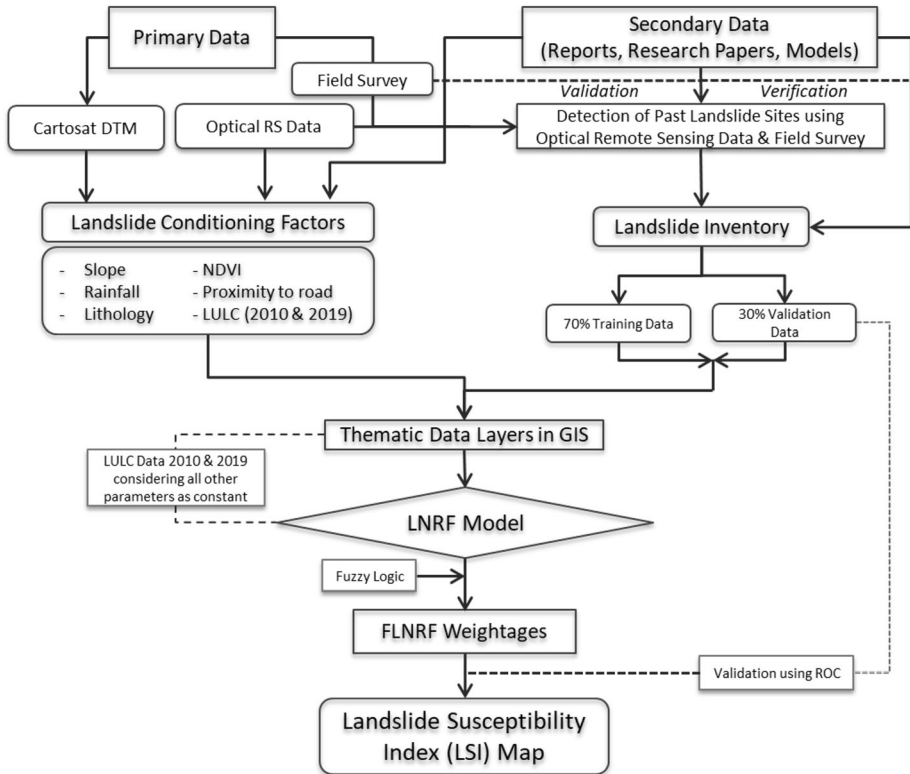 Primary Data
Secondary Data
(Reports, Research Papers, Models)
Field Survey
Validation
Verification
Cartosat DTM
Optical RS Data
Detection of Past Landslide Sites using
Optical Remote Sensing Data & Field Survey
Landslide Conditioning Factors
Landslide Inventory
- Slope
- Rainfall
- Lithology
- NDVI
- Proximity to road
- LULC (2010 & 2019)
70% Training Data
30% Validation
Data
Thematic Data Layers in GIS
LULC Data 2010 & 2019
considering all other
parameters as constant
LNRF Model
Fuzzy Logic
FLNRF Weightages
Validation using ROC
Landslide Susceptibility
Index (LSI) Map